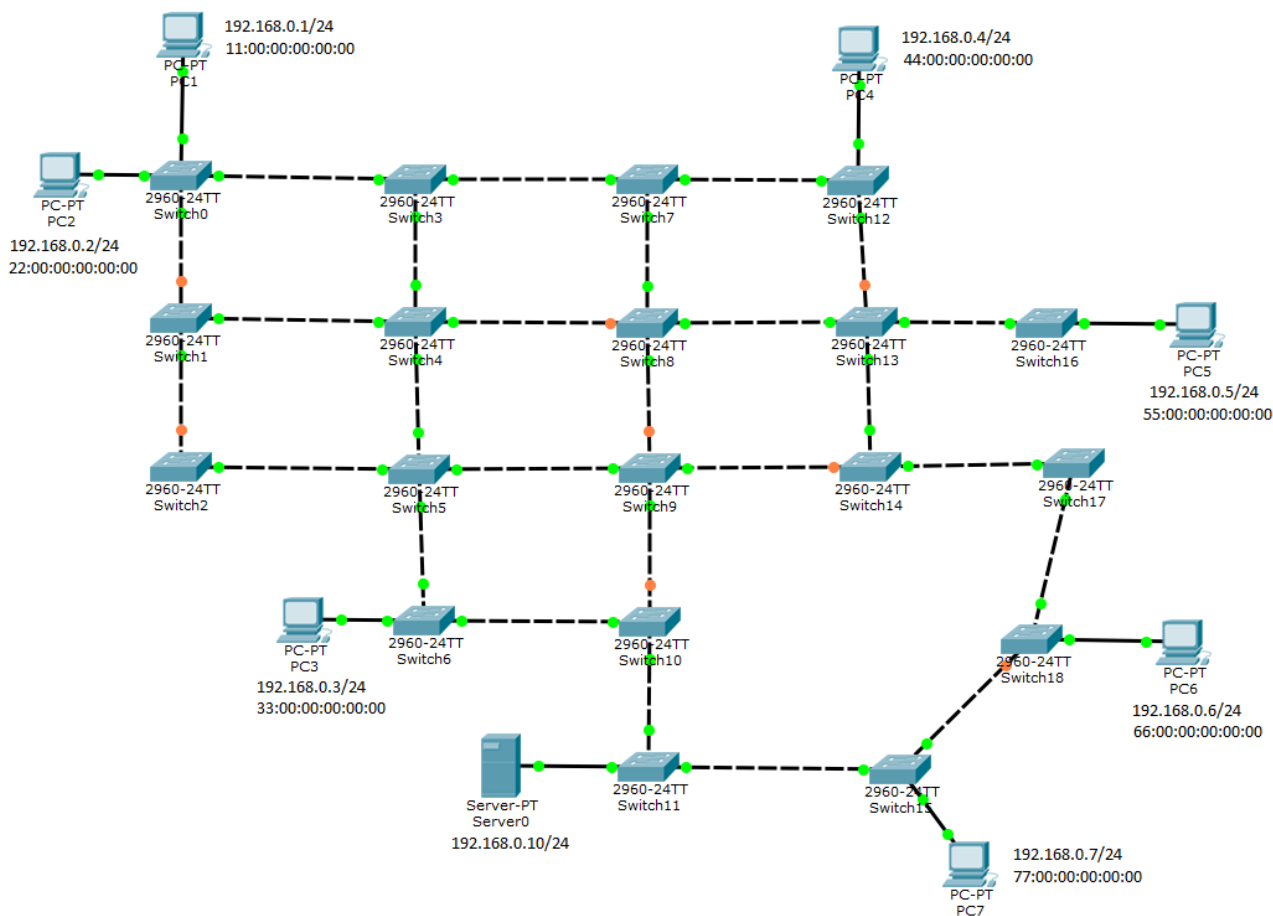 192.168.0.1/24
11:00:00:00:00:00
PC-PT
PC1
192.168.0.4/24
44:00:00:00:00:00
PC-PT
PC4
PC-PT
PC2
192.168.0.2/24
22:00:00:00:00:00
2960-24TT
Switch0
2960-24TT
Switch3
2960-24TT
Switch7
2960-24TT
Switch12
2960-24TT
Switch1
2960-24TT
Switch4
2960-24TT
Switch8
2960-24TT
Switch13
2960-24TT
Switch16
PC-PT
PC5
192.168.0.5/24
55:00:00:00:00:00
2960-24TT
Switch2
2960-24TT
Switch5
2960-24TT
Switch9
2960-24TT
Switch14
2960-24TT
Switch17
PC-PT
PC3
192.168.0.3/24
33:00:00:00:00:00
2960-24TT
Switch6
2960-24TT
Switch10
2960-24TT
Switch18
PC-PT
PC6
192.168.0.6/24
66:00:00:00:00:00
Server-PT
Server0
192.168.0.10/24
2960-24TT
Switch11
2960-24TT
Switch15
PC-PT
PC7
192.168.0.7/24
77:00:00:00:00:00